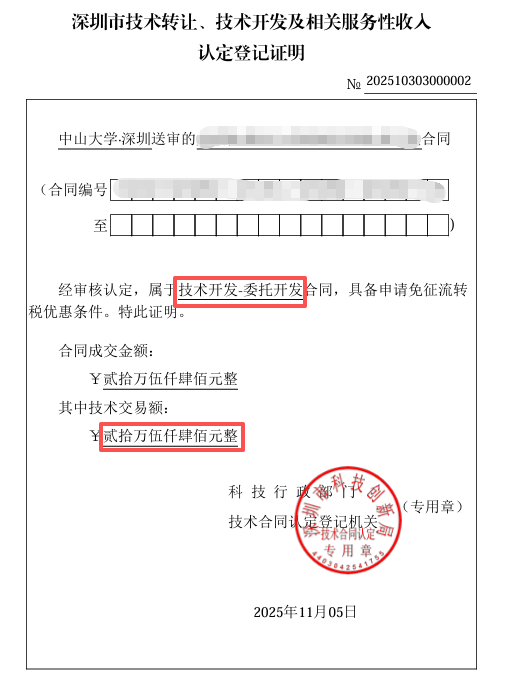 深圳市技术转让、技术开发及相关服务性收入
认定登记证明
№ 202510303000002
中山大学·深圳送审的 合同
（合同编号
至 )
经审核认定，属于技术开发-委托开发合同，具备申请免征流转
税优惠条件。特此证明。
合同成交金额：
￥贰拾万伍仟肆佰元整
其中技术交易额：
￥贰拾万伍仟肆佰元整
科技行政部门
技术合同认定登记机关
（专用章）
深圳市科技创新局
技术合同认定
专用章
2025年11月05日